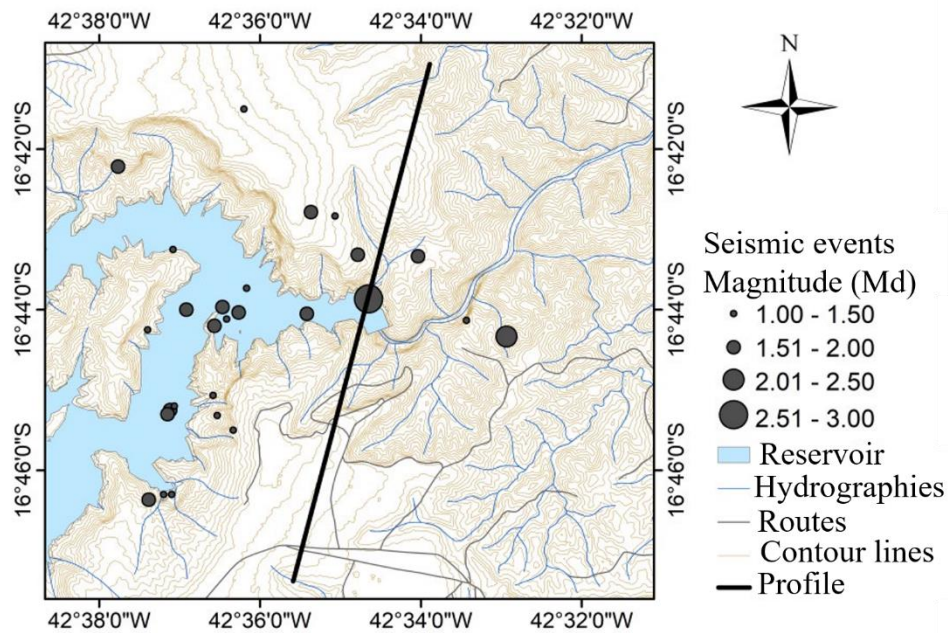 42°38'0"W 42°36'0"W 42°34'0"W 42°32'0"W
16°42'0"S 16°42'0"S
16°44'0"S 16°44'0"S
16°46'0"S 16°46'0"S
42°38'0"W 42°36'0"W 42°34'0"W 42°32'0"W
N
Seismic events
Magnitude (Md)
1.00 - 1.50
1.51 - 2.00
2.01 - 2.50
2.51 - 3.00
Reservoir
Hydrographies
Routes
Contour lines
Profile